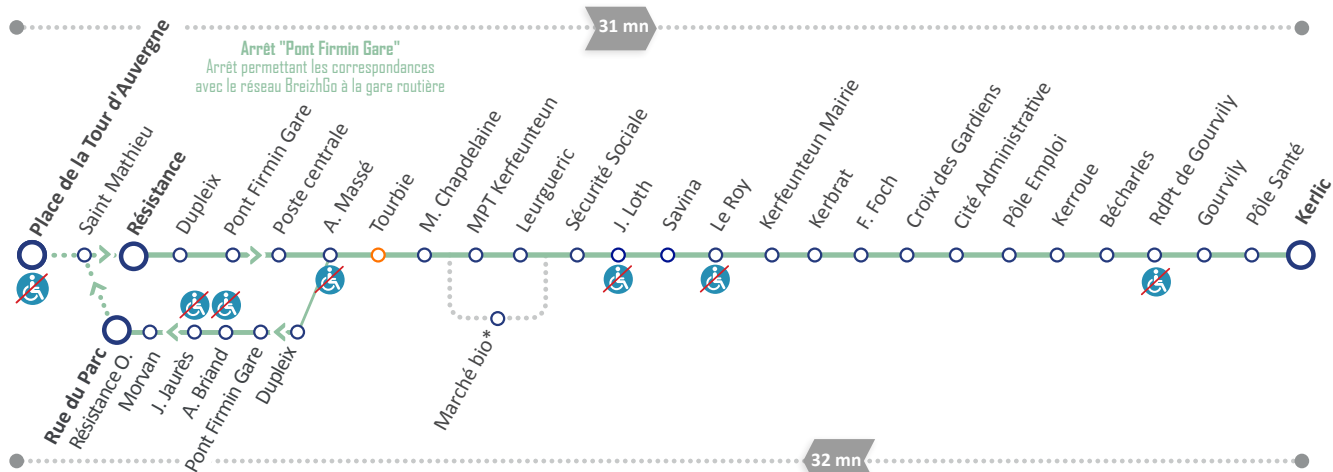 31 mn
Arrêt "Pont Firmin Gare"
Arrêt permettant les correspondances
avec le réseau BreizhGo à la gare routière
Place de la Tour d'Auvergne
Saint Mathieu
Résistance
Dupleix
Pont Firmin Gare
Poste centrale
A. Massé
Tourbie
M. Chapdelaine
MPT Kerfeunteun
Leurgueric
Sécurité Sociale
J. Loth
Savina
Le Roy
Kerfeunteun Mairie
Kerbrat
F. Foch
Croix des Gardiens
Cité Administrative
Pôle Emploi
Kerroue
Bécharles
RdPt de Gourvily
Gourvily
Pôle Santé
Kerlic
Rue du Parc
Résistance O.
Morvan
J. Jaurès
A. Briand
Pont Firmin Gare
Dupleix
Marché bio*
32 mn